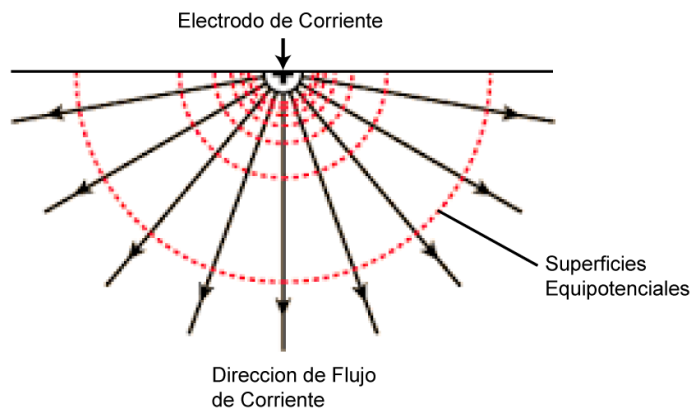 Electrodo de Corriente
+
Superficies
Equipotenciales
Direccion de Flujo
de Corriente